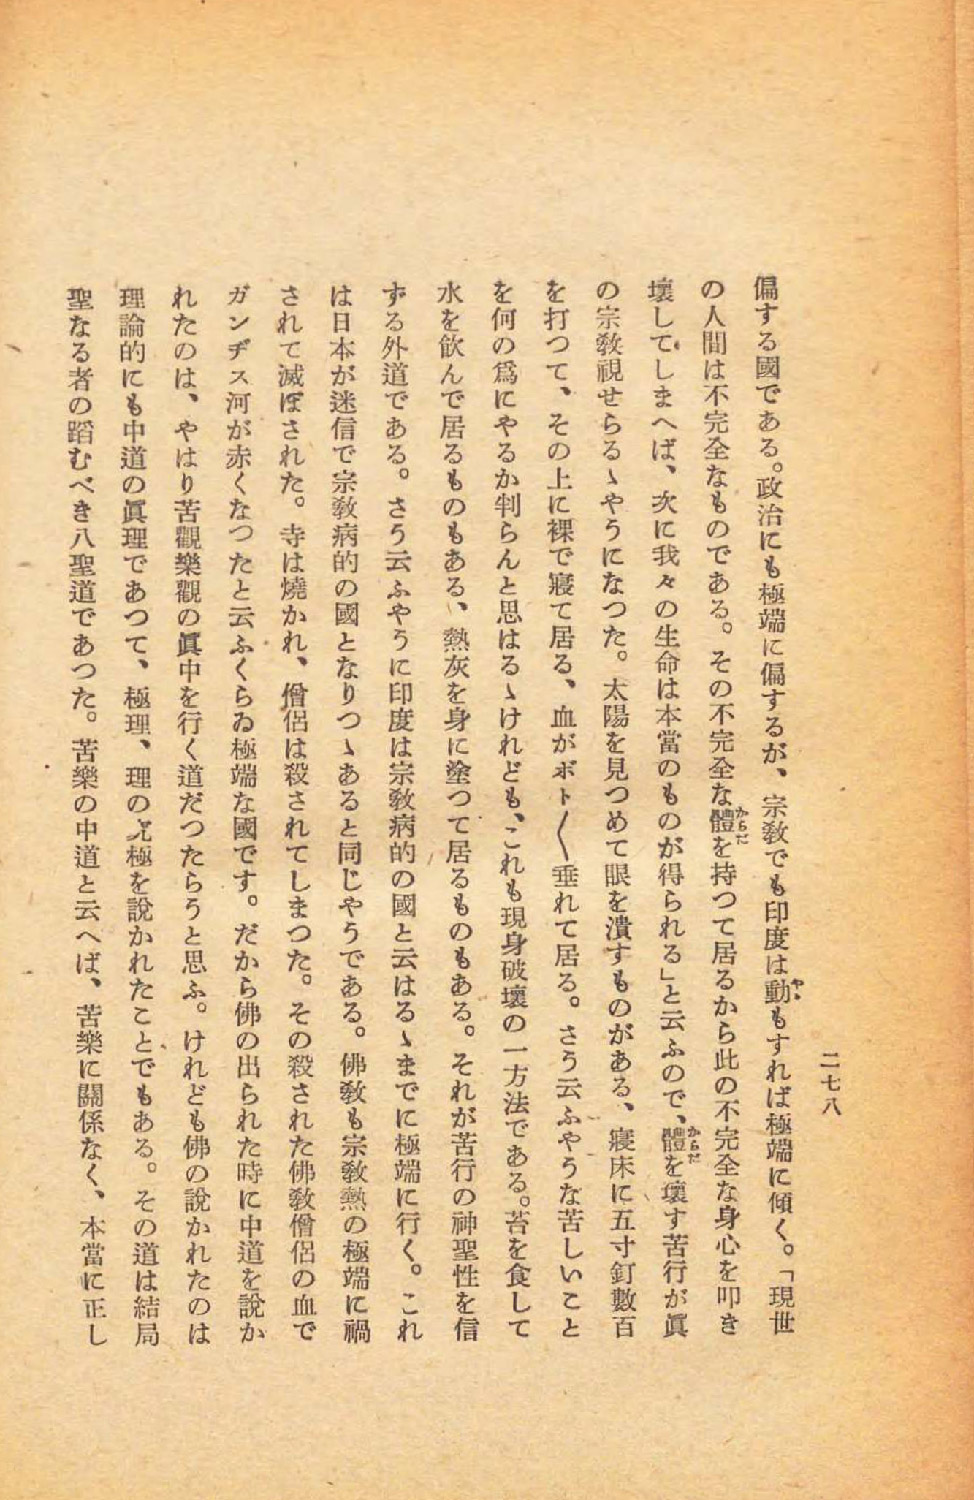 二七八
偏する國である。政治にも極端に偏するが、宗敎でも印度は動もすれば極端に傾く。「現世
の人間は不完全なものである。その不完全な體を持つて居るから此の不完全な身心を叩き
壞してしまへば、次に我々の生命は本當のものが得られる」と云ふので、體を壞す苦行が眞
の宗敎視せらるゝやうになつた。太陽を見つめて眼を潰すものがある、寢床に五寸釘數百
を打つて、その上に裸で寢て居る、血がボト〱垂れて居る。さう云ふやうな苦しいこと
を何の爲にやるか判らんと思はるゝけれども、これも現身破壞の一方法である。苔を食して
水を飮んで居るものもある、熱灰を身に塗つて居るものもある。それが苦行の神聖性を信
ずる外道である。さう云ふやうに印度は宗敎病的の國と云はるゝまでに極端に行く。これ
は日本が迷信で宗敎病的の國となりつゝあると同じやうである。佛敎も宗敎熱の極端に禍
されて滅ぼされた。寺は燒かれ、僧侶は殺されてしまつた。その殺された佛敎僧侶の血で
ガンヂス河が赤くなつたと云ふくらゐ極端な國です。だから佛の出られた時に中道を說か
れたのは、やはり苦觀樂觀の眞中を行く道だつたらうと思ふ。けれども佛の說かれたのは
理論的にも中道の眞理であつて、極理、理の究極を說かれたことでもある。その道は結局
聖なる者の蹈むべき八聖道であつた。苦樂の中道と云へば、苦樂に關係なく、本當に正し